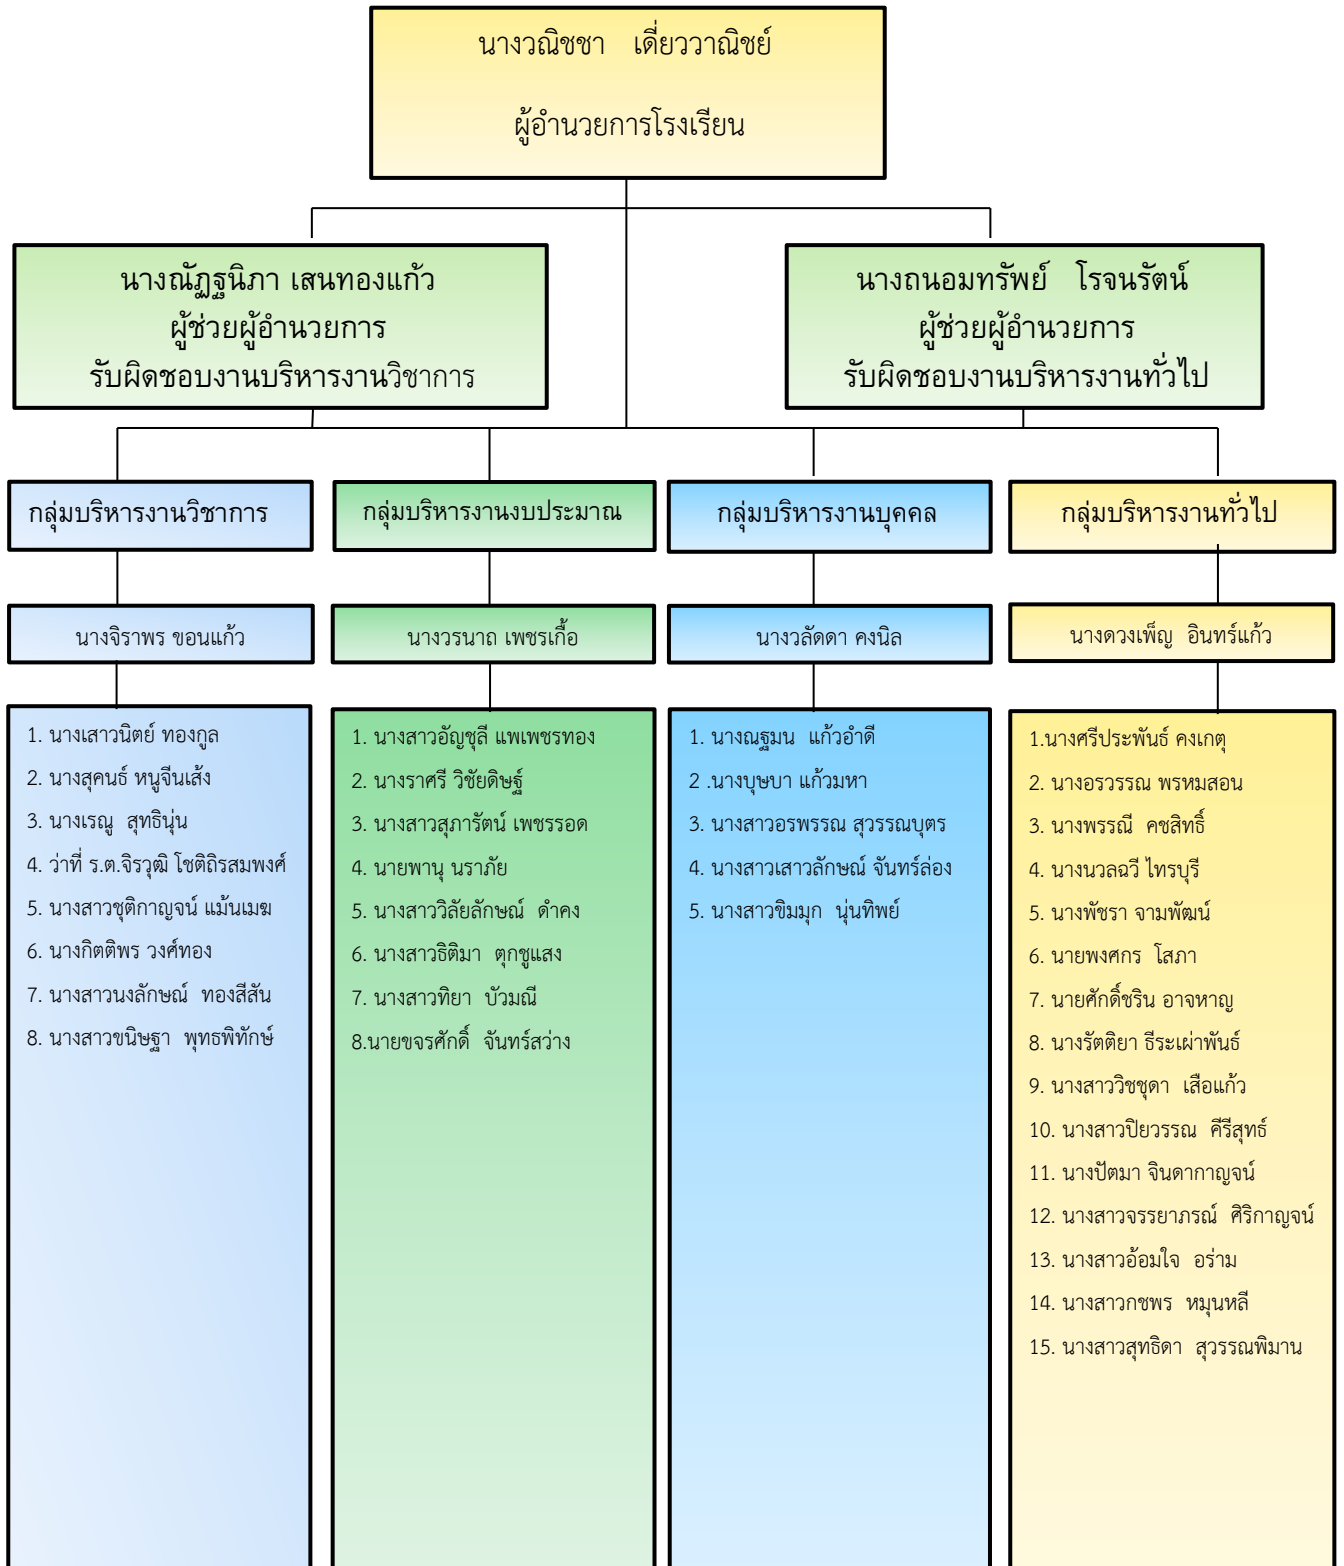 นางวณิชชา เดี่ยววาณิชย์
ผู้อำนวยการโรงเรียน
นางณัฏฐนิภา เสนทองแก้ว
ผู้ช่วยผู้อำนวยการ
รับผิดชอบงานบริหารงานวิชาการ
นางถนอมทรัพย์ โรจนรัตน์
ผู้ช่วยผู้อำนวยการ
รับผิดชอบงานบริหารงานทั่วไป
กลุ่มบริหารงานวิชาการ
กลุ่มบริหารงานงบประมาณ
กลุ่มบริหารงานบุคคล
กลุ่มบริหารงานทั่วไป
นางจิราพร ขอนแก้ว
นางวรนาถ เพชรเกื้อ
นางวลัดดา คงนิล
นางดวงเพ็ญ อินทร์แก้ว
1. นางเสาวนิตย์ ทองกูล
2. นางสุคนธ์ หนูจีนเส้ง
3. นางเรณู สุทธินุ่น
4. ว่าที่ ร.ต.จิรวุฒิ โชติถิรสมพงศ์
5. นางสาวชุติกาญจน์ แม้นเมฆ
6. นางกิตติพร วงศ์ทอง
7. นางสาวนงลักษณ์ ทองสีสัน
8. นางสาวขนิษฐา พุทธพิทักษ์
1. นางสาวอัญชุลี แพเพชรทอง
2. นางราศรี วิชัยดิษฐ์
3. นางสาวสุภารัตน์ เพชรรอด
4. นายพานุ นราภัย
5. นางสาววิลัยลักษณ์ ดำคง
6. นางสาวธิติมา ตุกชูแสง
7. นางสาวทิยา บัวมณี
8.นายขจรศักดิ์ จันทร์สว่าง
1. นางณฐมน แก้วอำดี
2 .นางบุษบา แก้วมหา
3. นางสาวอรพรรณ สุวรรณบุตร
4. นางสาวเสาวลักษณ์ จันทร์ล่อง
5. นางสาวขิมมุก นุ่นทิพย์
1.นางศรีประพันธ์ คงเกตุ
2. นางอรวรรณ พรหมสอน
3. นางพรรณี คชสิทธิ์
4. นางนวลฉวี ไทรบุรี
5. นางพัชรา จามพัฒน์
6. นายพงศกร โสภา
7. นายศักดิ์ชริน อาจหาญ
8. นางรัตติยา ธีระเผ่าพันธ์
9. นางสาววิชชุดา เสือแก้ว
10. นางสาวปิยวรรณ คีรีสุทธ์
11. นางปัตมา จินดากาญจน์
12. นางสาวจรรยาภรณ์ ศิริกาญจน์
13. นางสาวอ้อมใจ อร่าม
14. นางสาวกชพร หมุนหลี
15. นางสาวสุทธิดา สุวรรณพิมาน